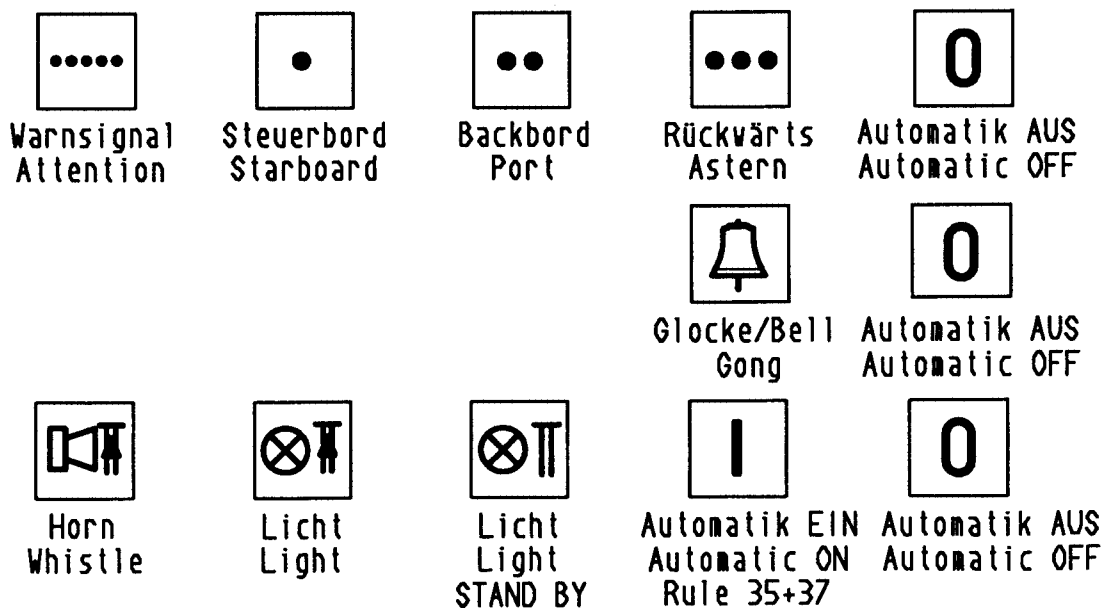 0
Warnsignal Steuerbord Backbord Rückwärts Automatik AUS
Attention Starboard Port Astern Automatic OFF
0
Glocke/Bell Automatik AUS
Gong Automatic OFF
I 0
Horn Licht Licht Automatik EIN Automatik AUS
Whistle Light Light Automatic ON Automatic OFF
STAND BY Rule 35+37